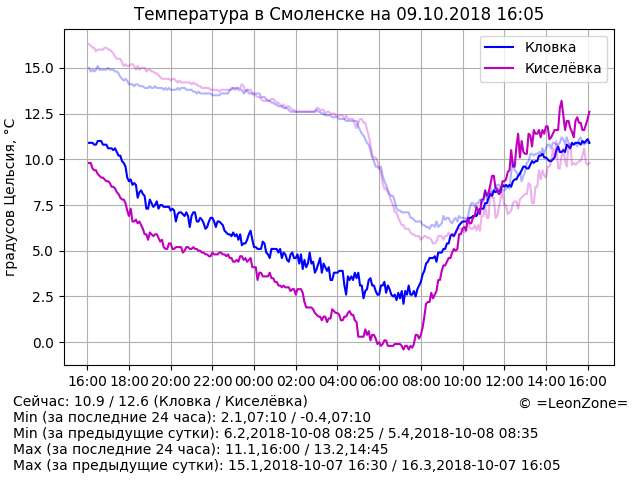 Температура в Смоленске на 09.10.2018 16:05
Кловка
Киселёвка
градусов Цельсия, °C
15.0
12.5
10.0
7.5
5.0
2.5
0.0
16:00 18:00 20:00 22:00 00:00 02:00 04:00 06:00 08:00 10:00 12:00 14:00 16:00
Сейчас: 10.9 / 12.6 (Кловка / Киселёвка)
© =LeonZone=
Min (за последние 24 часа): 2.1,07:10 / -0.4,07:10
Min (за предыдущие сутки): 6.2,2018-10-08 08:25 / 5.4,2018-10-08 08:35
Max (за последние 24 часа): 11.1,16:00 / 13.2,14:45
Max (за предыдущие сутки): 15.1,2018-10-07 16:30 / 16.3,2018-10-07 16:05